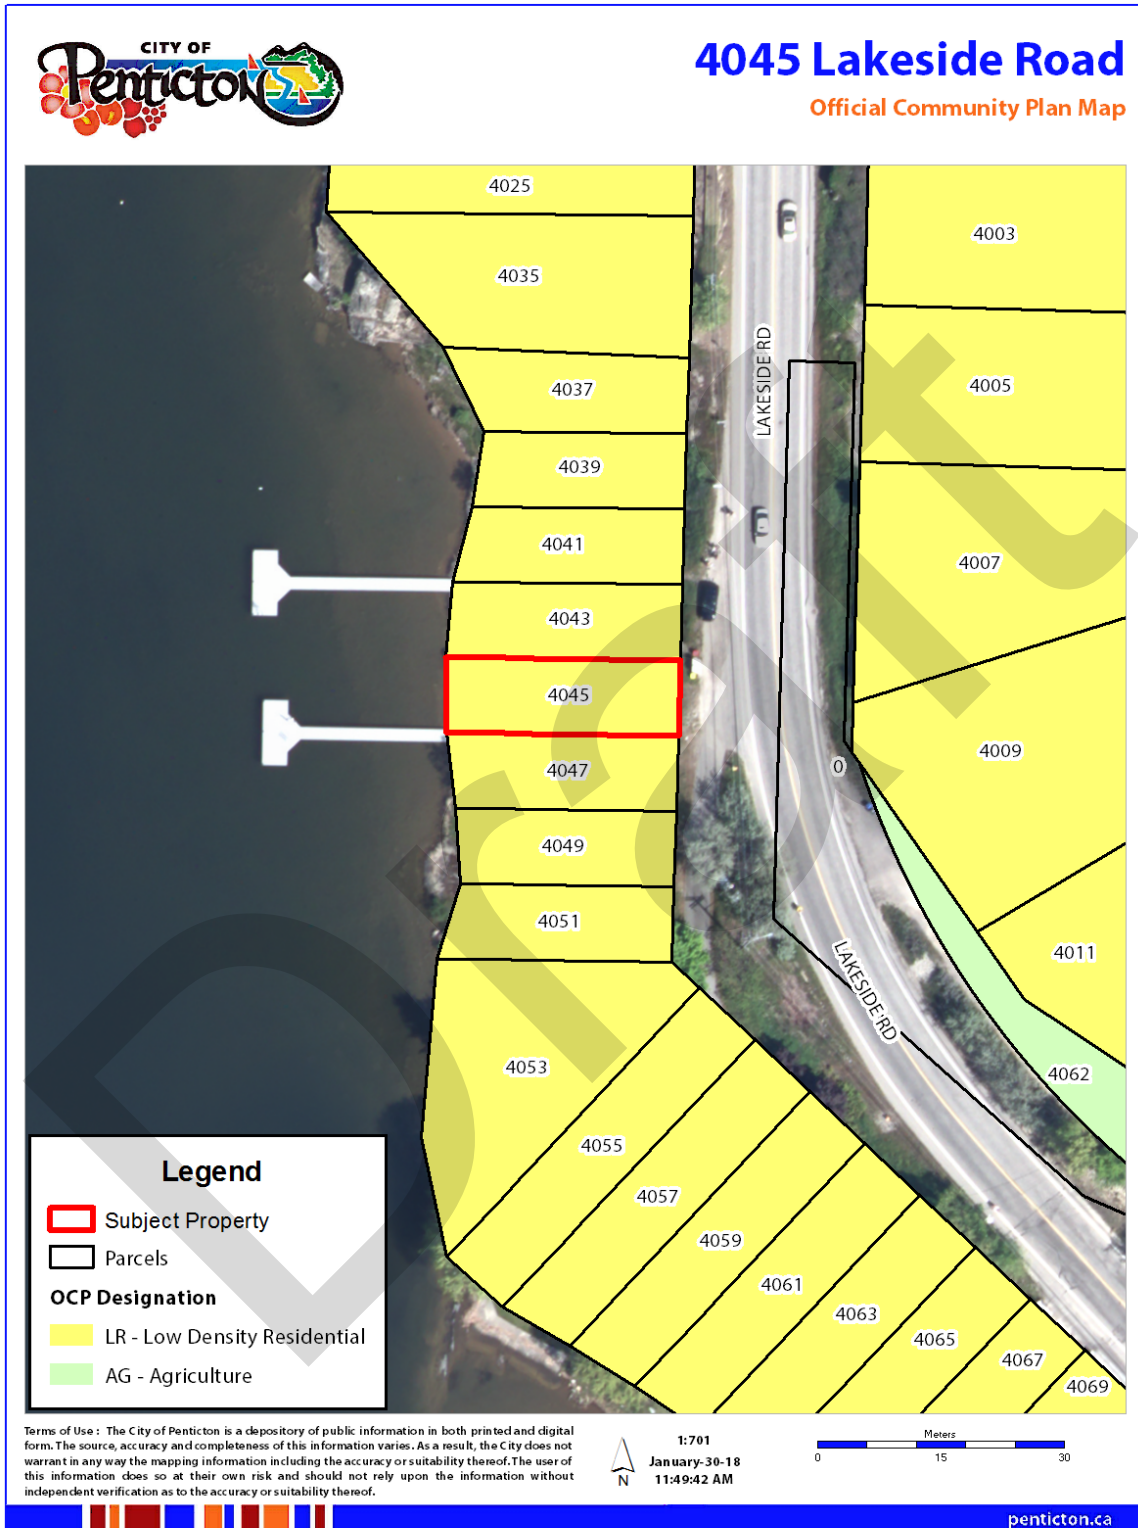 CITY OF
Penticton
4045 Lakeside Road
Official Community Plan Map
4025
4035
4037
4039
4041
4043
4045
4047
4049
4051
4053
4055
4057
4059
4061
4063
4065
4067
4069
LAKESIDE RD
4003
4005
4007
4009
0
4011
LAKESIDE RD
4062
Draft
Legend
Subject Property
Parcels
OCP Designation
LR - Low Density Residential
AG - Agriculture
Terms of Use : The City of Penticton is a depository of public information in both printed and digital
form. The source, accuracy and completeness of this information varies. As a result, the City does not
warrant in any way the mapping information including the accuracy or suitability thereof. The user of
this information does so at their own risk and should not rely upon the information without
independent verification as to the accuracy or suitability thereof.
N
1:701
January-30-18
11:49:42 AM
Meters
0 15 30
penticton.ca